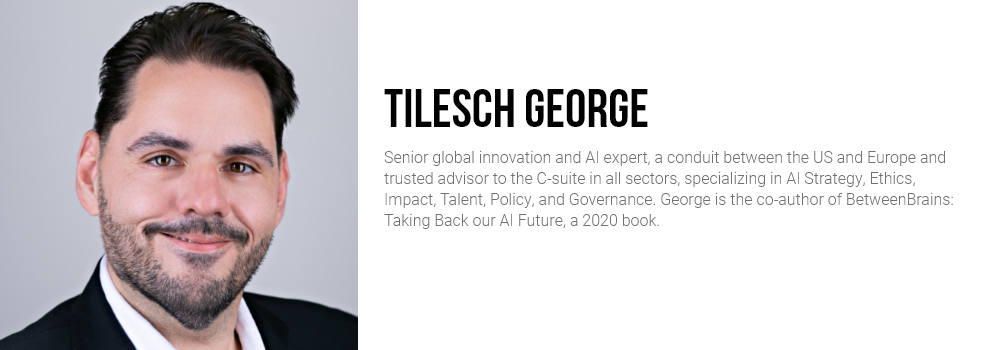 TILESCH GEORGE
Senior global innovation and AI expert, a conduit between the US and Europe and
trusted advisor to the C-suite in all sectors, specializing in AI Strategy, Ethics,
Impact, Talent, Policy, and Governance. George is the co-author of BetweenBrains:
Taking Back our AI Future, a 2020 book.